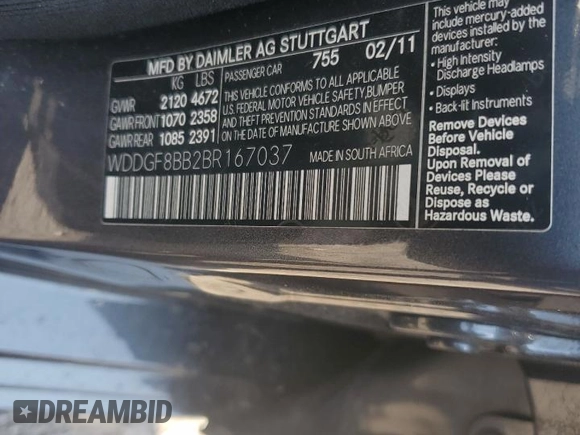 MFD BY DAIMLER AG STUTTGART
KG LBS
GVWR 2120 4672
GAWR FRONT 1070 2358
GAWR REAR 1085 2391
PASSENGER CAR 755 02/11
THIS VEHICLE CONFORMS TO ALL APPLICABLE
U.S. FEDERAL MOTOR VEHICLE SAFETY, BUMPER
AND THEFT PREVENTION STANDARDS IN
EFFECT ON THE DATE OF MANUFACTURE
SHOWN ABOVE.
WDDGF8BB2BR167037
MADE IN SOUTH AFRICA
This vehicle may
include mercury-added
devices installed by the
manufacturer:
• High Intensity
Discharge Headlamps
• Displays
• Back-lit Instruments
Remove Devices
Before Vehicle
Disposal.
Upon Removal of
Devices Please
Reuse, Recycle or
Dispose as
Hazardous Waste.
DREAMBID